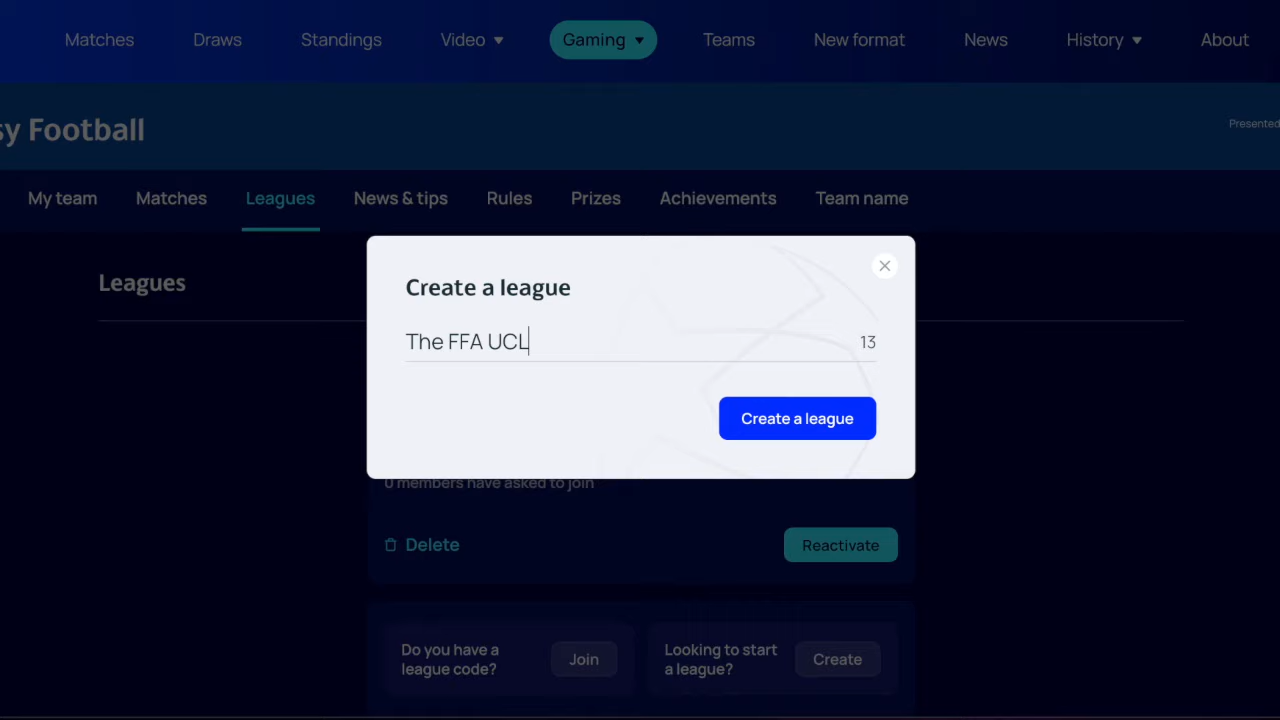 Matches Draws Standings Video Gaming Teams New format News History About
sy Football
Presented
My team Matches Leagues News & tips Rules Prizes Achievements Team name
Leagues
Create a league
The FFA UCL 13
Create a league
0 members have asked to join
Delete Reactivate
Do you have a league code? Join
Looking to start a league? Create